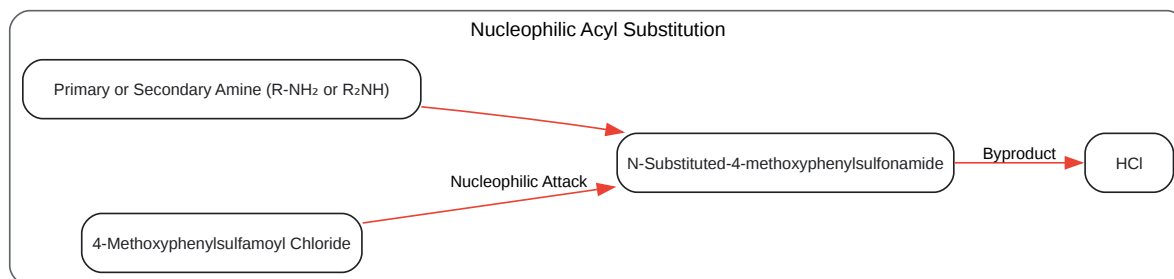 Nucleophilic Acyl Substitution
Primary or Secondary Amine (R-NH₂ or R₂NH)
N-Substituted-4-methoxyphenylsulfonamide
Byproduct
HCl
Nucleophilic Attack
4-Methoxyphenylsulfamoyl Chloride